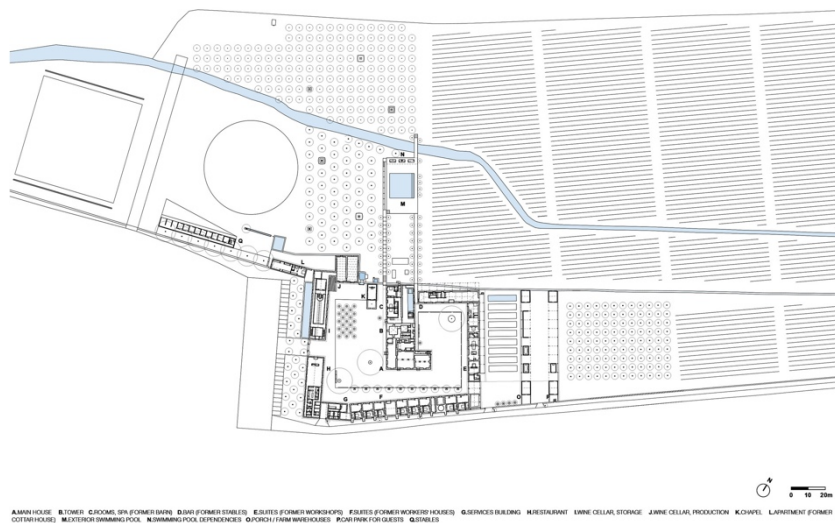 N
M
Q
L
J
K
C
D
I
B
H
A
E
G
F
O
P
0 10 20m
A.MAIN HOUSE B.TOWER C.ROOMS, SPA (FORMER BARN) D.BAR (FORMER STABLES) E.SUITES (FORMER WORKSHOPS) F.SUITES (FORMER WORKERS' HOUSES) G.SERVICES BUILDING H.RESTAURANT I.WINE CELLAR, STORAGE J.WINE CELLAR, PRODUCTION K.CHAPEL L.APARTMENT (FORMER
COTTAR HOUSE) M.EXTERIOR SWIMMING POOL N.SWIMMING POOL DEPENDENCIES O.PORCH / FARM WAREHOUSES P.CAR PARK FOR GUESTS Q.STABLES